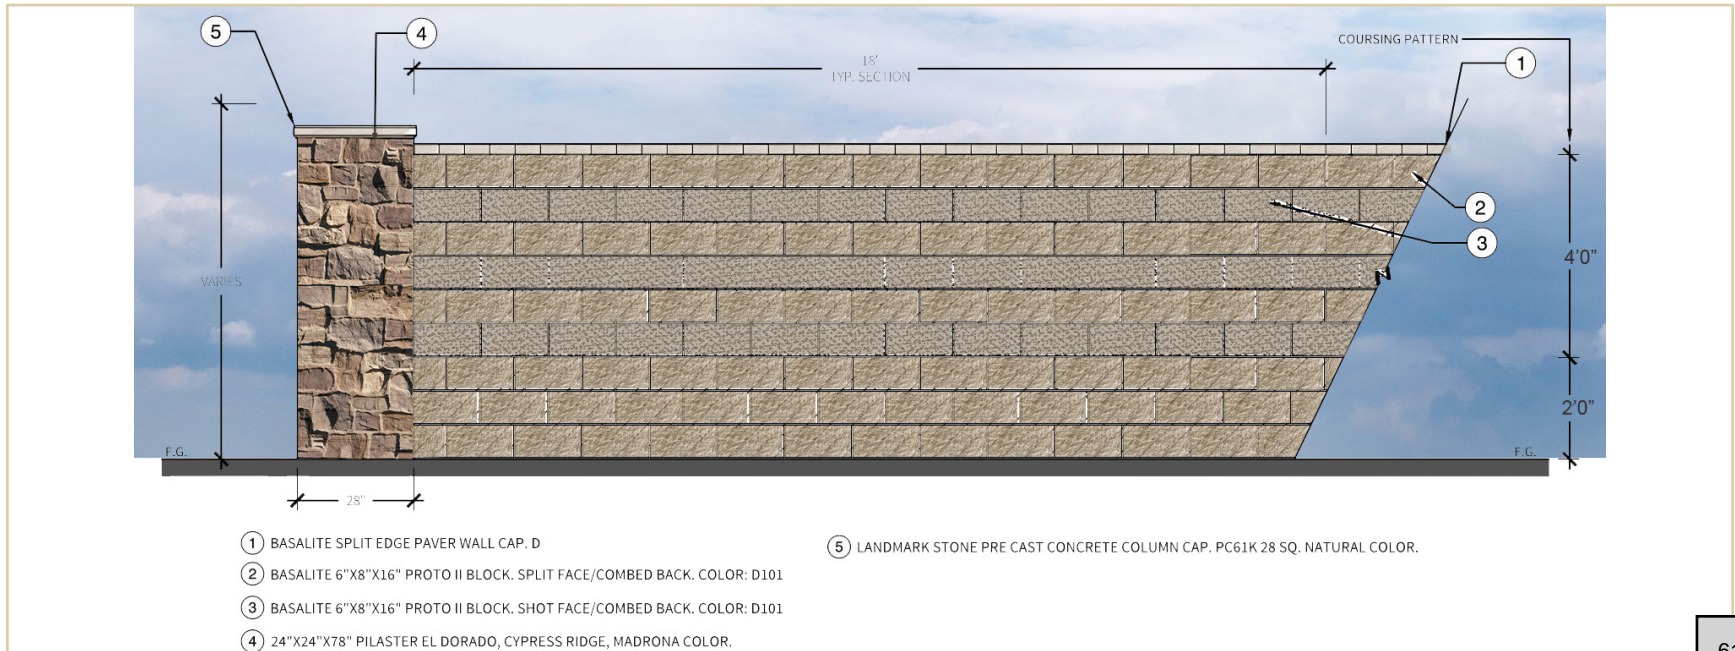 5
4
18'
TYP. SECTION
COURSING PATTERN
1
2
3
VARIES
4'0"
2'0"
F.G.
F.G.
28"
1 BASALITE SPLIT EDGE PAVER WALL CAP. D
2 BASALITE 6"X8"X16" PROTO II BLOCK. SPLIT FACE/COMBED BACK. COLOR: D101
3 BASALITE 6"X8"X16" PROTO II BLOCK. SHOT FACE/COMBED BACK. COLOR: D101
4 24"X24"X78" PILASTER EL DORADO, CYPRESS RIDGE, MADRONA COLOR.
5 LANDMARK STONE PRE CAST CONCRETE COLUMN CAP. PC61K 28 SQ. NATURAL COLOR.